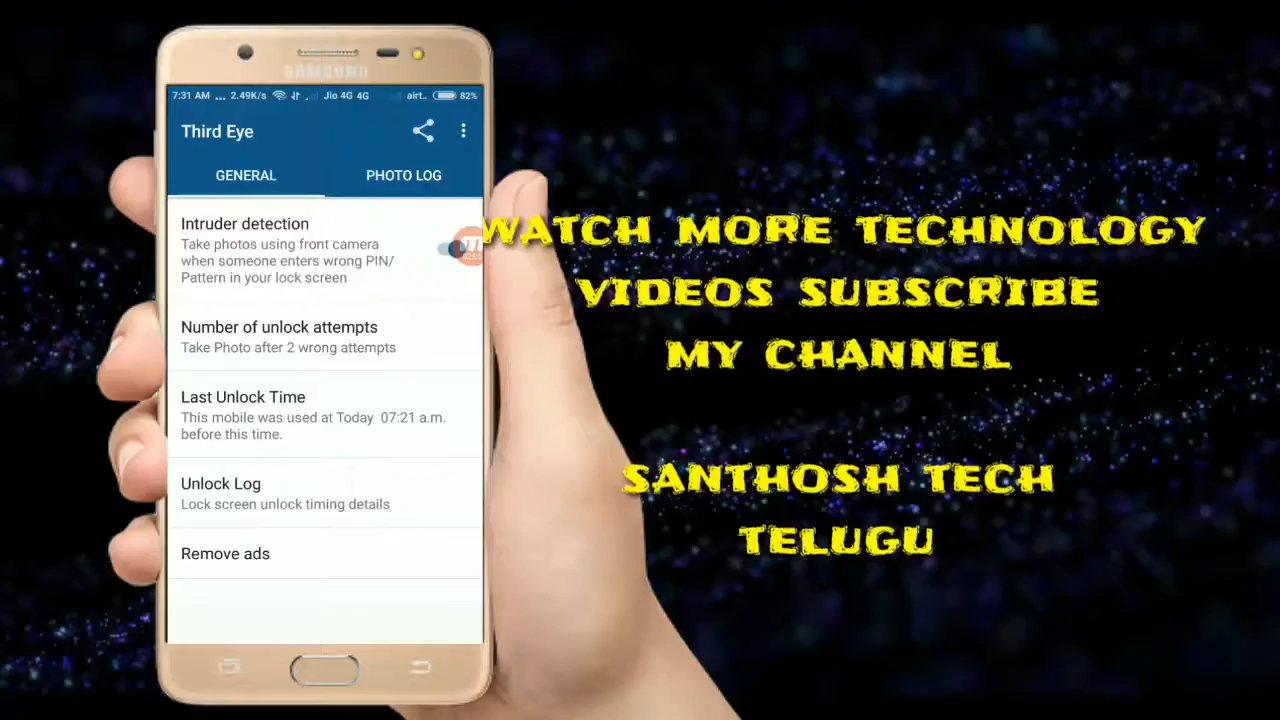 SAMSUNG
7:31 AM ... 2.49K/s Jio 4G 4G airt.. 82%
Third Eye
GENERAL PHOTO LOG
Intruder detection
Take photos using front camera
when someone enters wrong PIN/
Pattern in your lock screen
Number of unlock attempts
Take Photo after 2 wrong attempts
Last Unlock Time
This mobile was used at Today 07:21 a.m.
before this time.
Unlock Log
Lock screen unlock timing details
Remove ads
WATCH MORE TECHNOLOGY
VIDEOS SUBSCRIBE
MY CHANNEL
SANTHOSH TECH
TELUGU